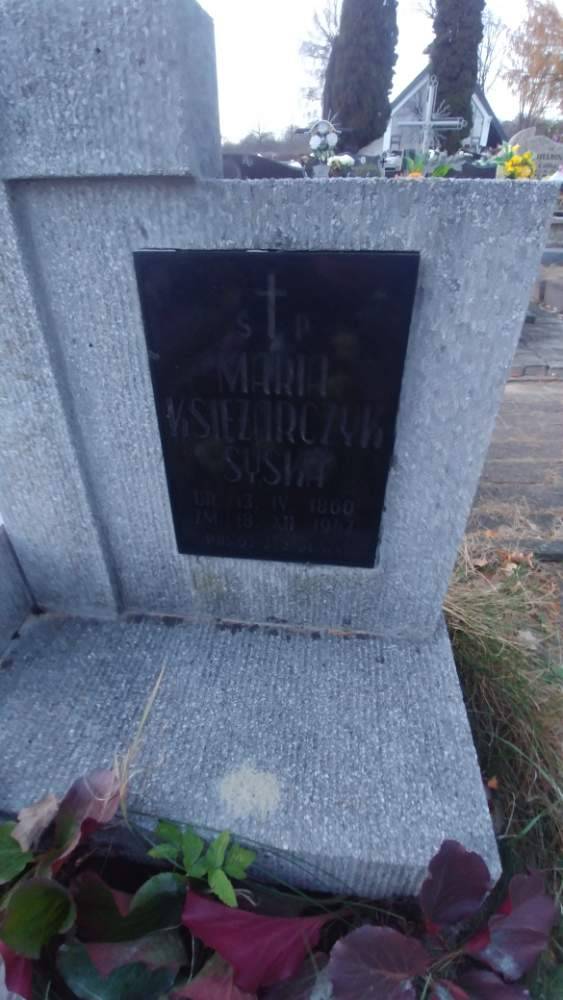 Ś P
MARIA
KSIĘŻARCZYK
SYSKA
UR. 13. IV. 1880
ZM. 18. XII. 1957